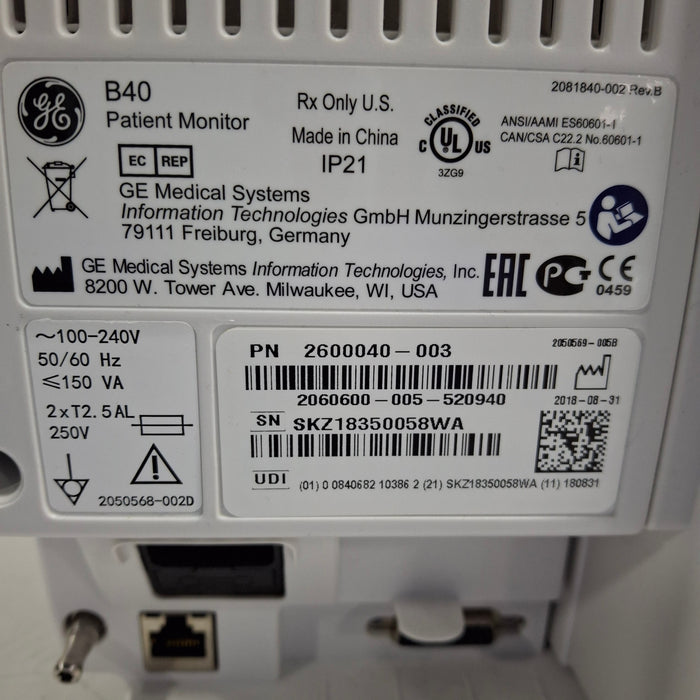 GE
B40
Patient Monitor
EC REP
Rx Only U.S.
Made in China
IP21
CLASSIFIED
C UL US
3ZG9
2081840-002 Rev.B
ANSI/AAMI ES60601-1
CAN/CSA C22.2 No.60601-1
GE Medical Systems
Information Technologies GmbH Munzingerstrasse 5
79111 Freiburg, Germany
GE Medical Systems Information Technologies, Inc.
8200 W. Tower Ave. Milwaukee, WI, USA
EAC
PG
CE
0459
~100-240V
50/60 Hz
≤150 VA
2xT2.5AL
250V
2050568-002D
PN 2600040-003
2050569-005B
2060600-005-520940
2018-08-31
SN SKZ18350058WA
UDI (01) 0 0840682 10386 2 (21) SKZ18350058WA (11) 180831